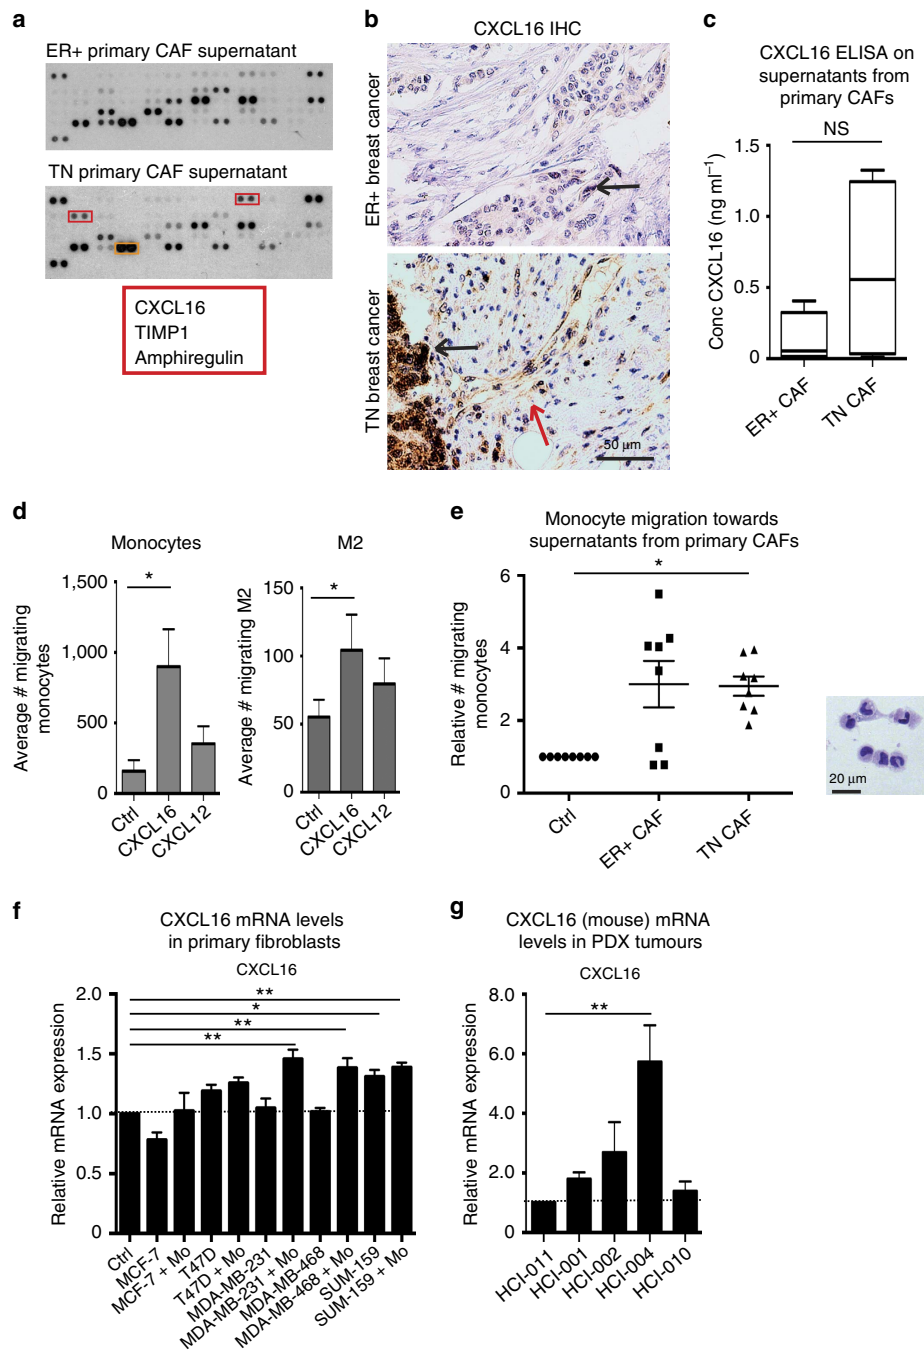 a
ER+ primary CAF supernatant
TN primary CAF supernatant
CXCL16
TIMP1
Amphiregulin
b
CXCL16 IHC
ER+ breast cancer
TN breast cancer
50 µm
c
CXCL16 ELISA on
supernatants from
primary CAFs
NS
Conc CXCL16 (ng ml⁻¹)
1.5
1.0
0.5
0
ER+ CAF
TN CAF
d
Monocytes
*
Average # migrating
monocytes
1,500
1,000
500
0
Ctrl
CXCL16
CXCL12
M2
*
Average # migrating M2
150
100
50
0
Ctrl
CXCL16
CXCL12
e
Monocyte migration towards
supernatants from primary CAFs
*
Relative # migrating
monocytes
6
4
2
0
Ctrl
ER+ CAF
TN CAF
20 µm
f
CXCL16 mRNA levels
in primary fibroblasts
CXCL16
**
*
**
**
Relative mRNA expression
2.0
1.5
1.0
1.5
0
Ctrl
MCF-7
MCF-7 + Mo
T47D
T47D + Mo
MDA-MB-231
MDA-MB-231 + Mo
MDA-MB-468
MDA-MB-468 + Mo
SUM-159
SUM-159 + Mo
g
CXCL16 (mouse) mRNA
levels in PDX tumours
CXCL16
**
Relative mRNA expression
8.0
6.0
4.0
2.0
0
HCI-011
HCI-001
HCI-002
HCI-004
HCI-010